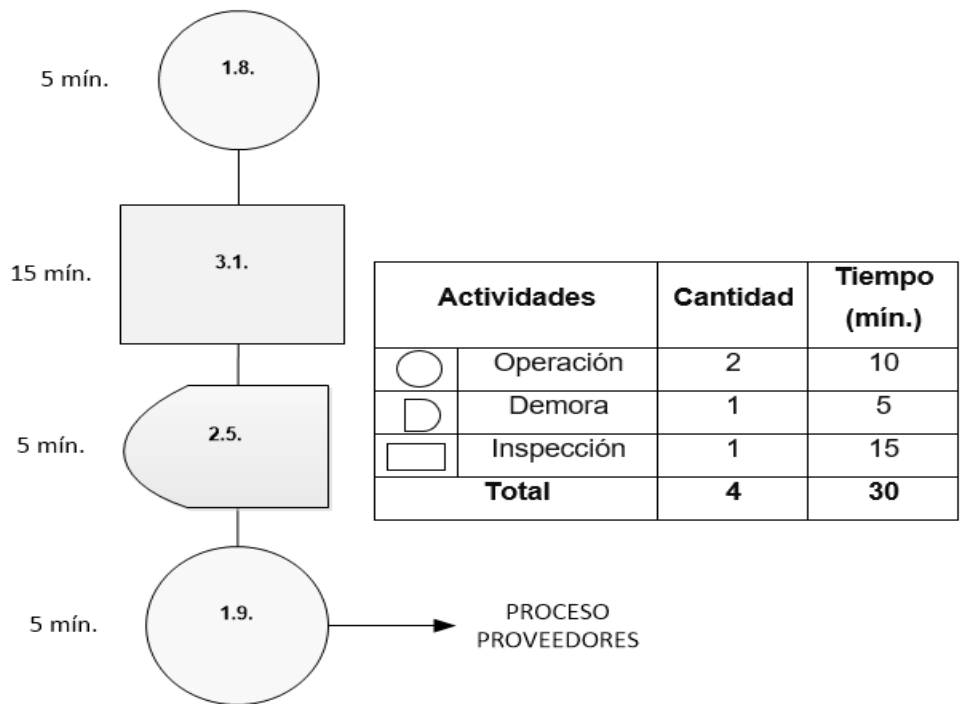 5 mín.
1.8.
15 mín.
3.1.
5 mín.
2.5.
5 mín.
1.9.
PROCESO
PROVEEDORES
Actividades Cantidad Tiempo
(mín.)
Operación 2 10
Demora 1 5
Inspección 1 15
Total 4 30